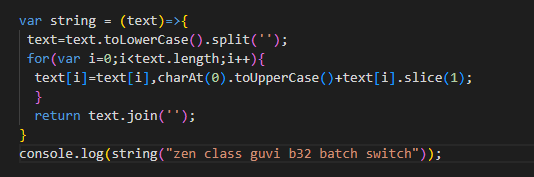 var string = (text)=>{
text=text.toLowerCase().split('');
for(var i=0;i<text.length;i++){
text[i]=text[i],charAt(0).toUpperCase()+text[i].slice(1);
}
return text.join('');
}
console.log(string("zen class guvi b32 batch switch"));